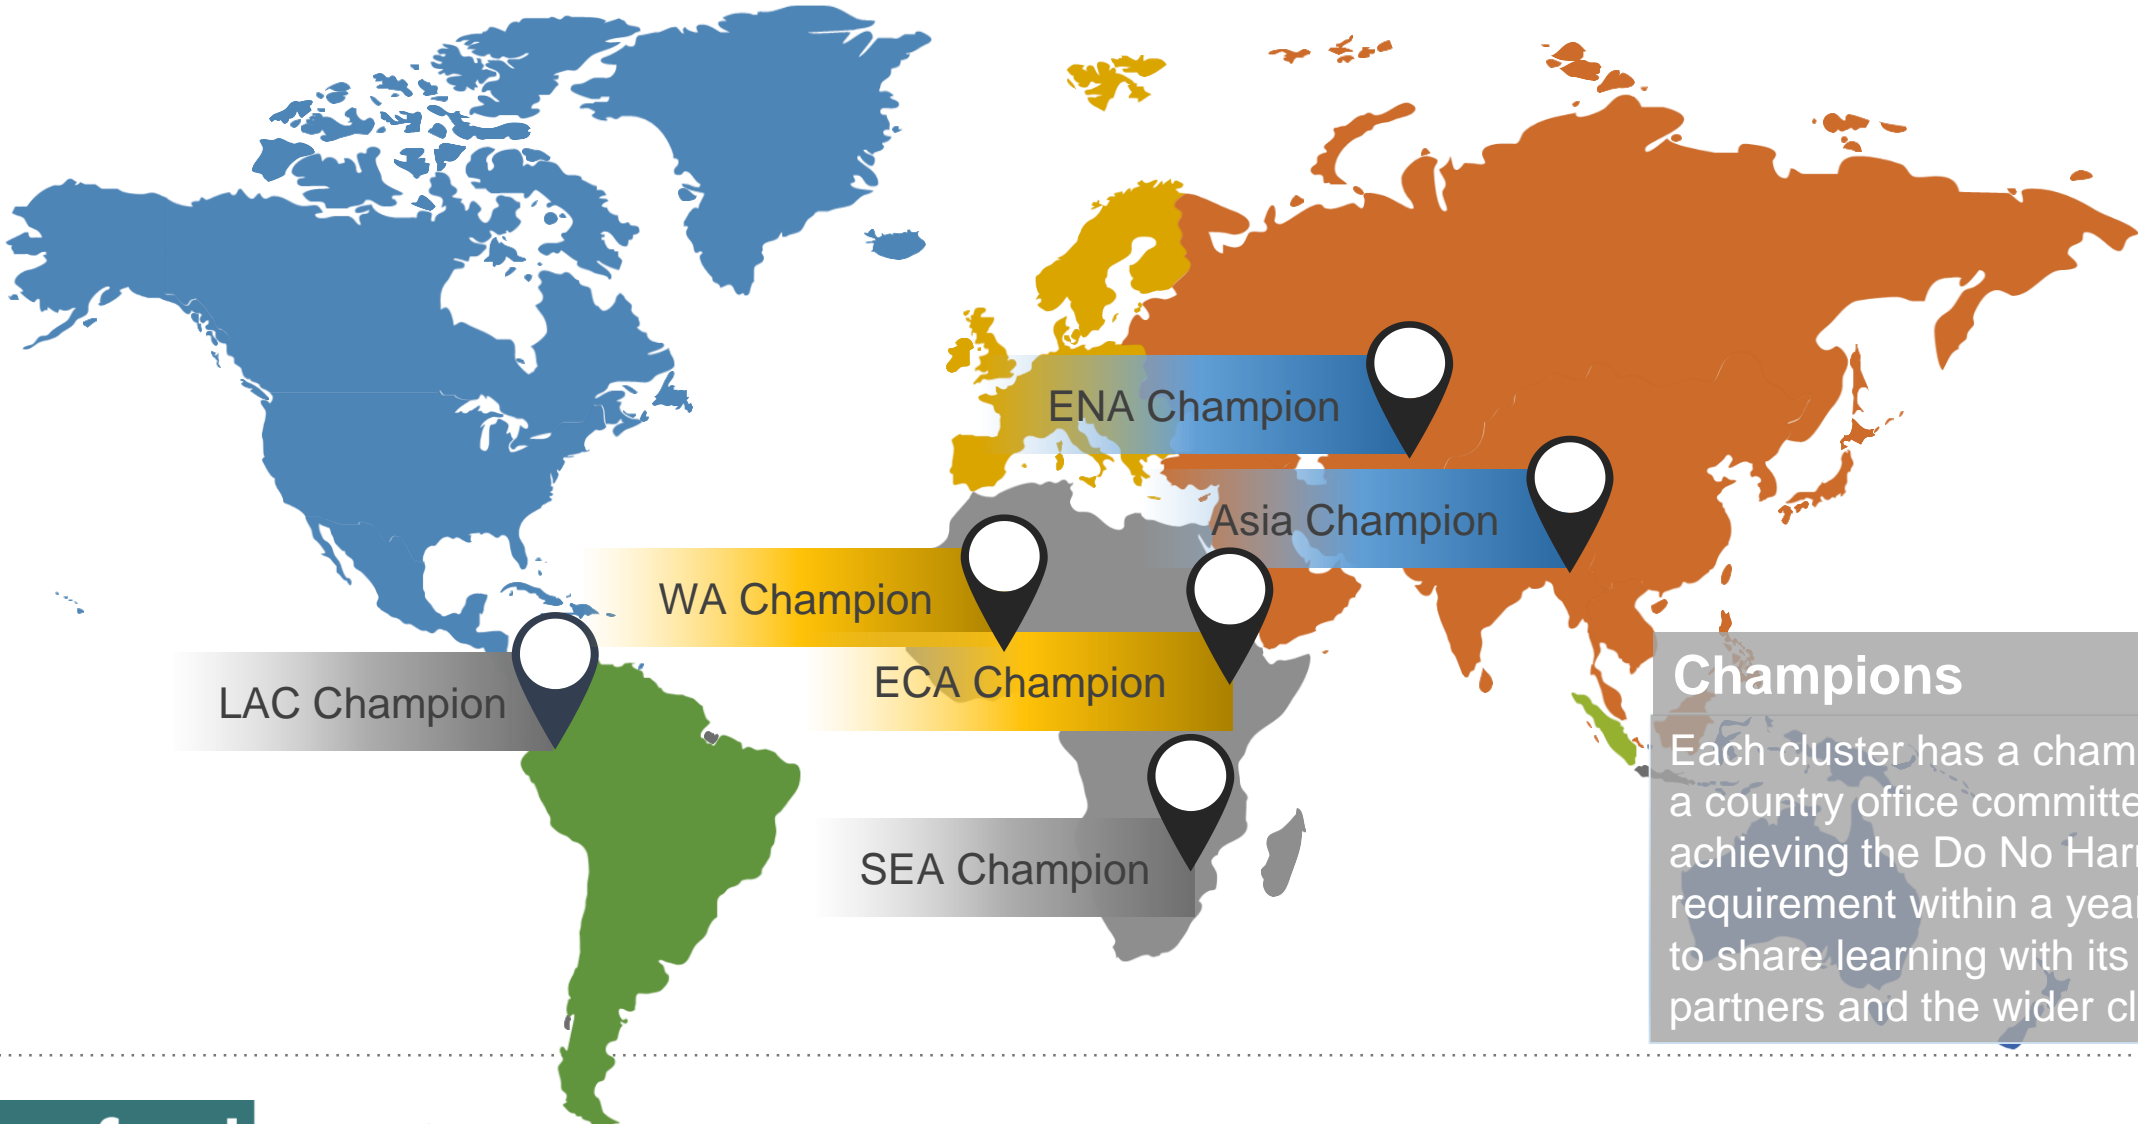 ENA Champion
Asia Champion
WA Champion
ECA Champion
LAC Champion
SEA Champion
Champions
Each cluster has a cham
a country office committe
achieving the Do No Har
requirement within a year
to share learning with its
partners and the wider cl